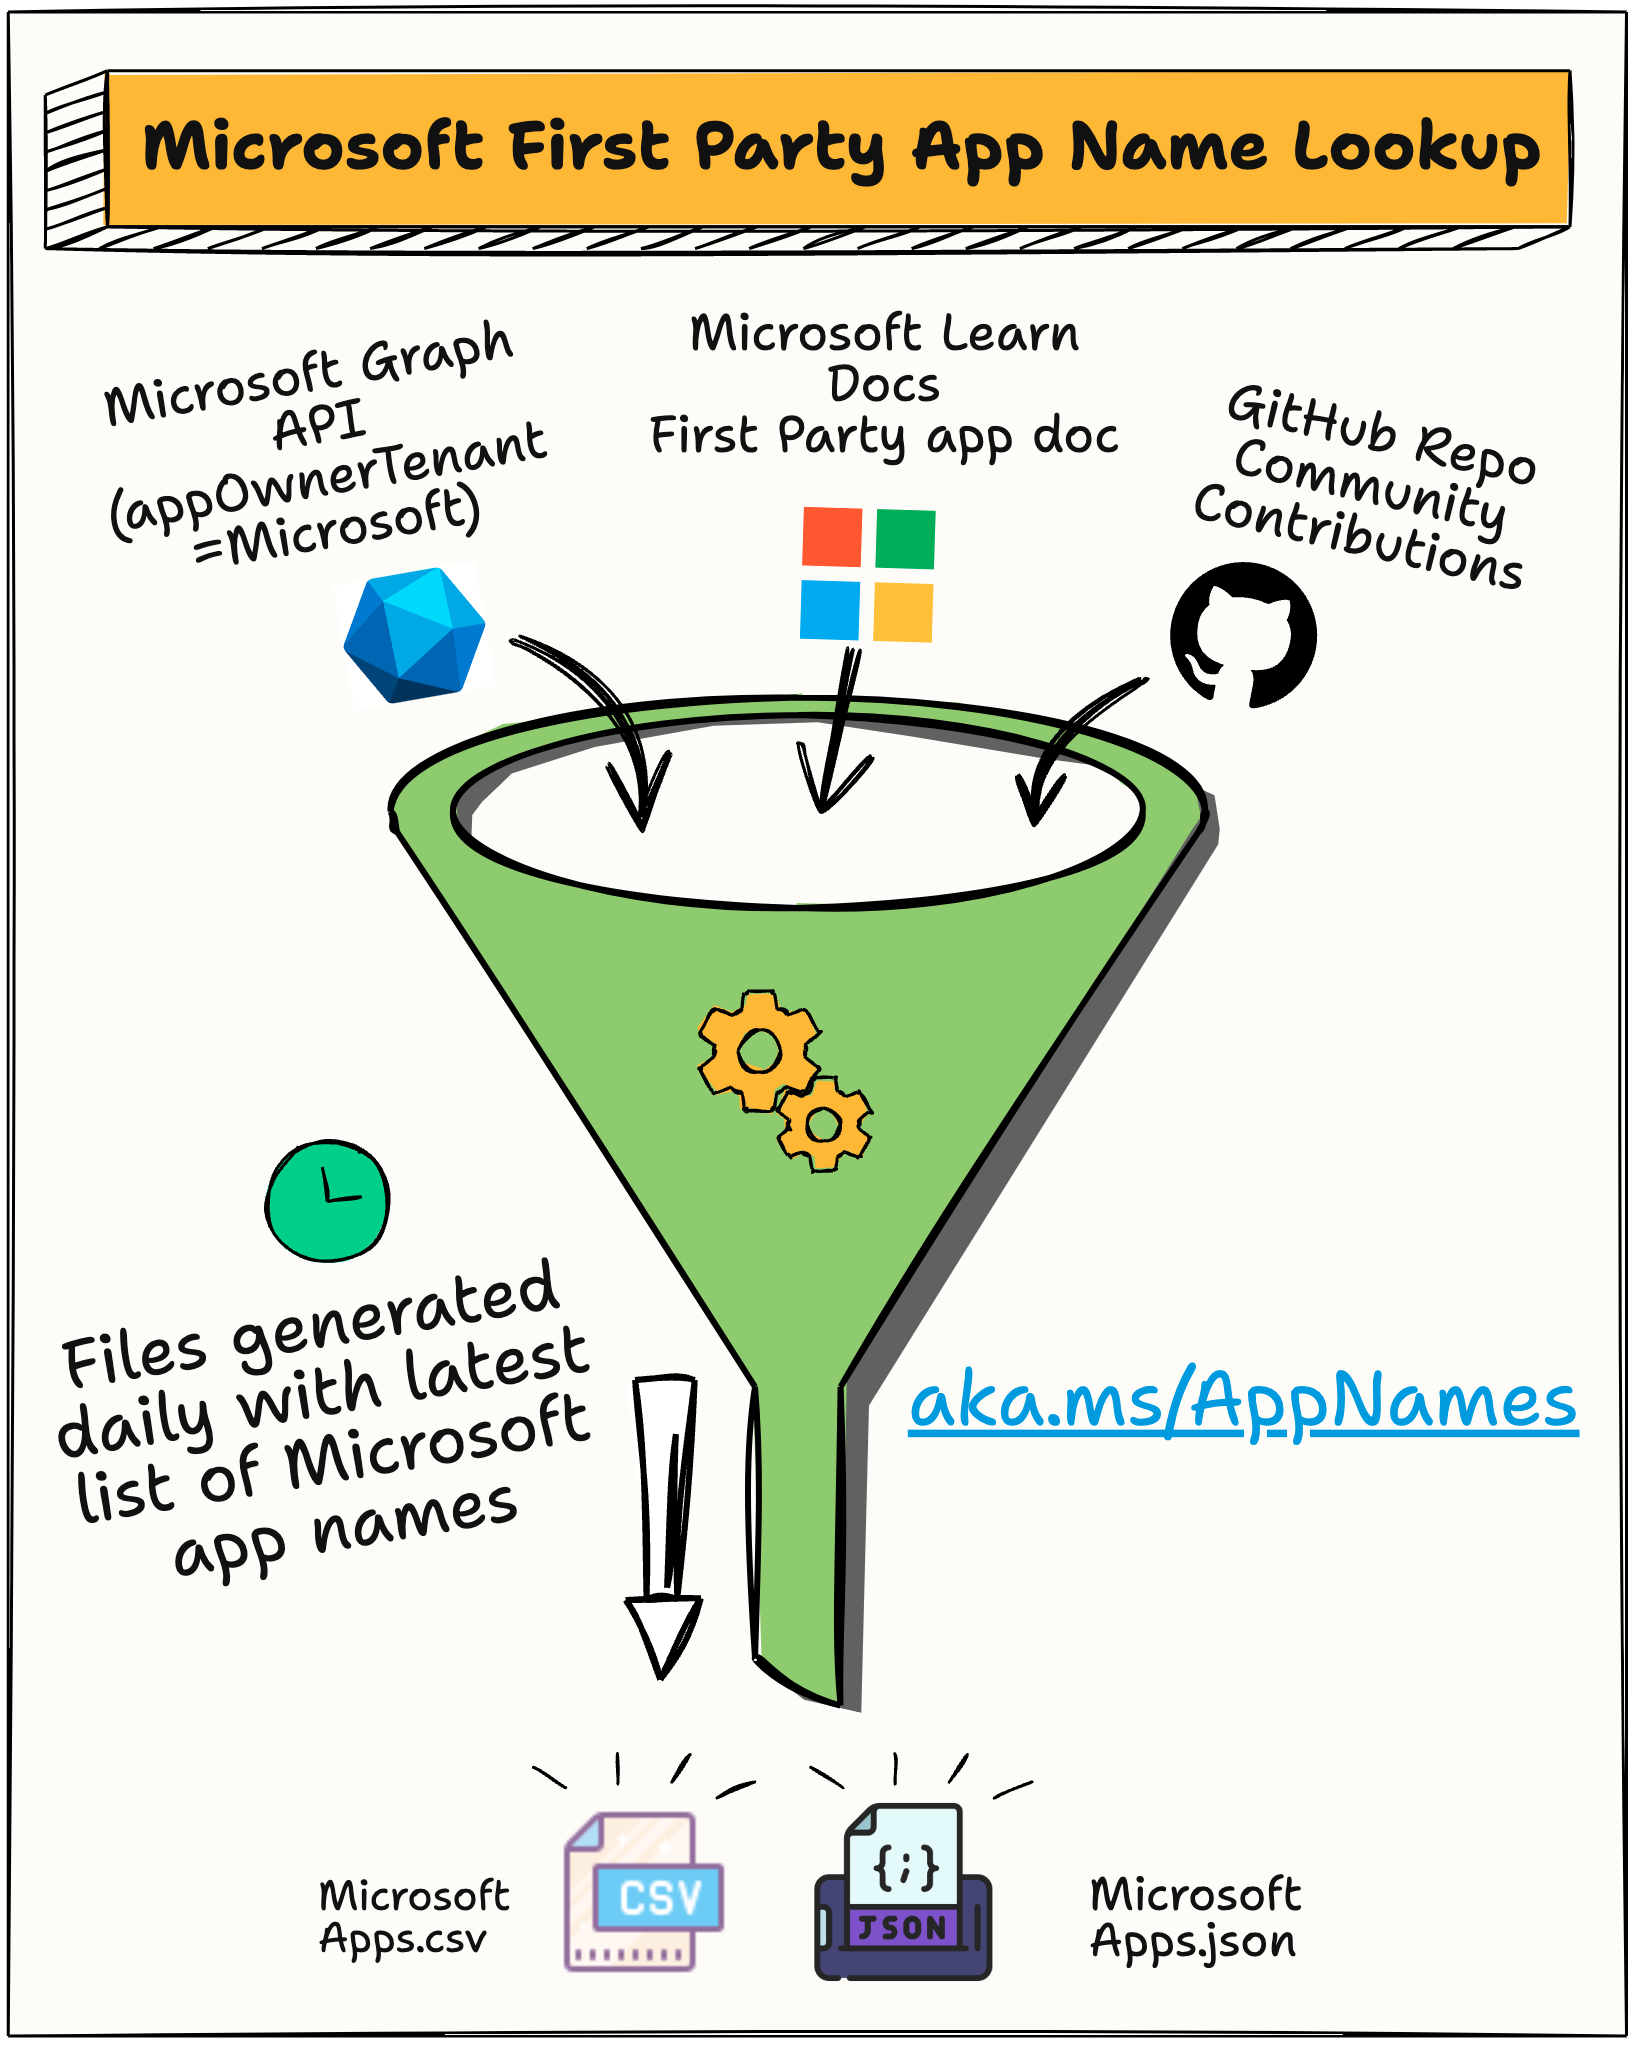 Microsoft First Party App Name Lookup
Microsoft Graph
API
(appOwnerTenant
=Microsoft)
Microsoft Learn
Docs
First Party app doc
GitHub Repo
Community
Contributions
Files generated
daily with latest
list of Microsoft
app names
aka.ms/AppNames
Microsoft
Apps.csv
CSV
{;}
JSON
Microsoft
Apps.json